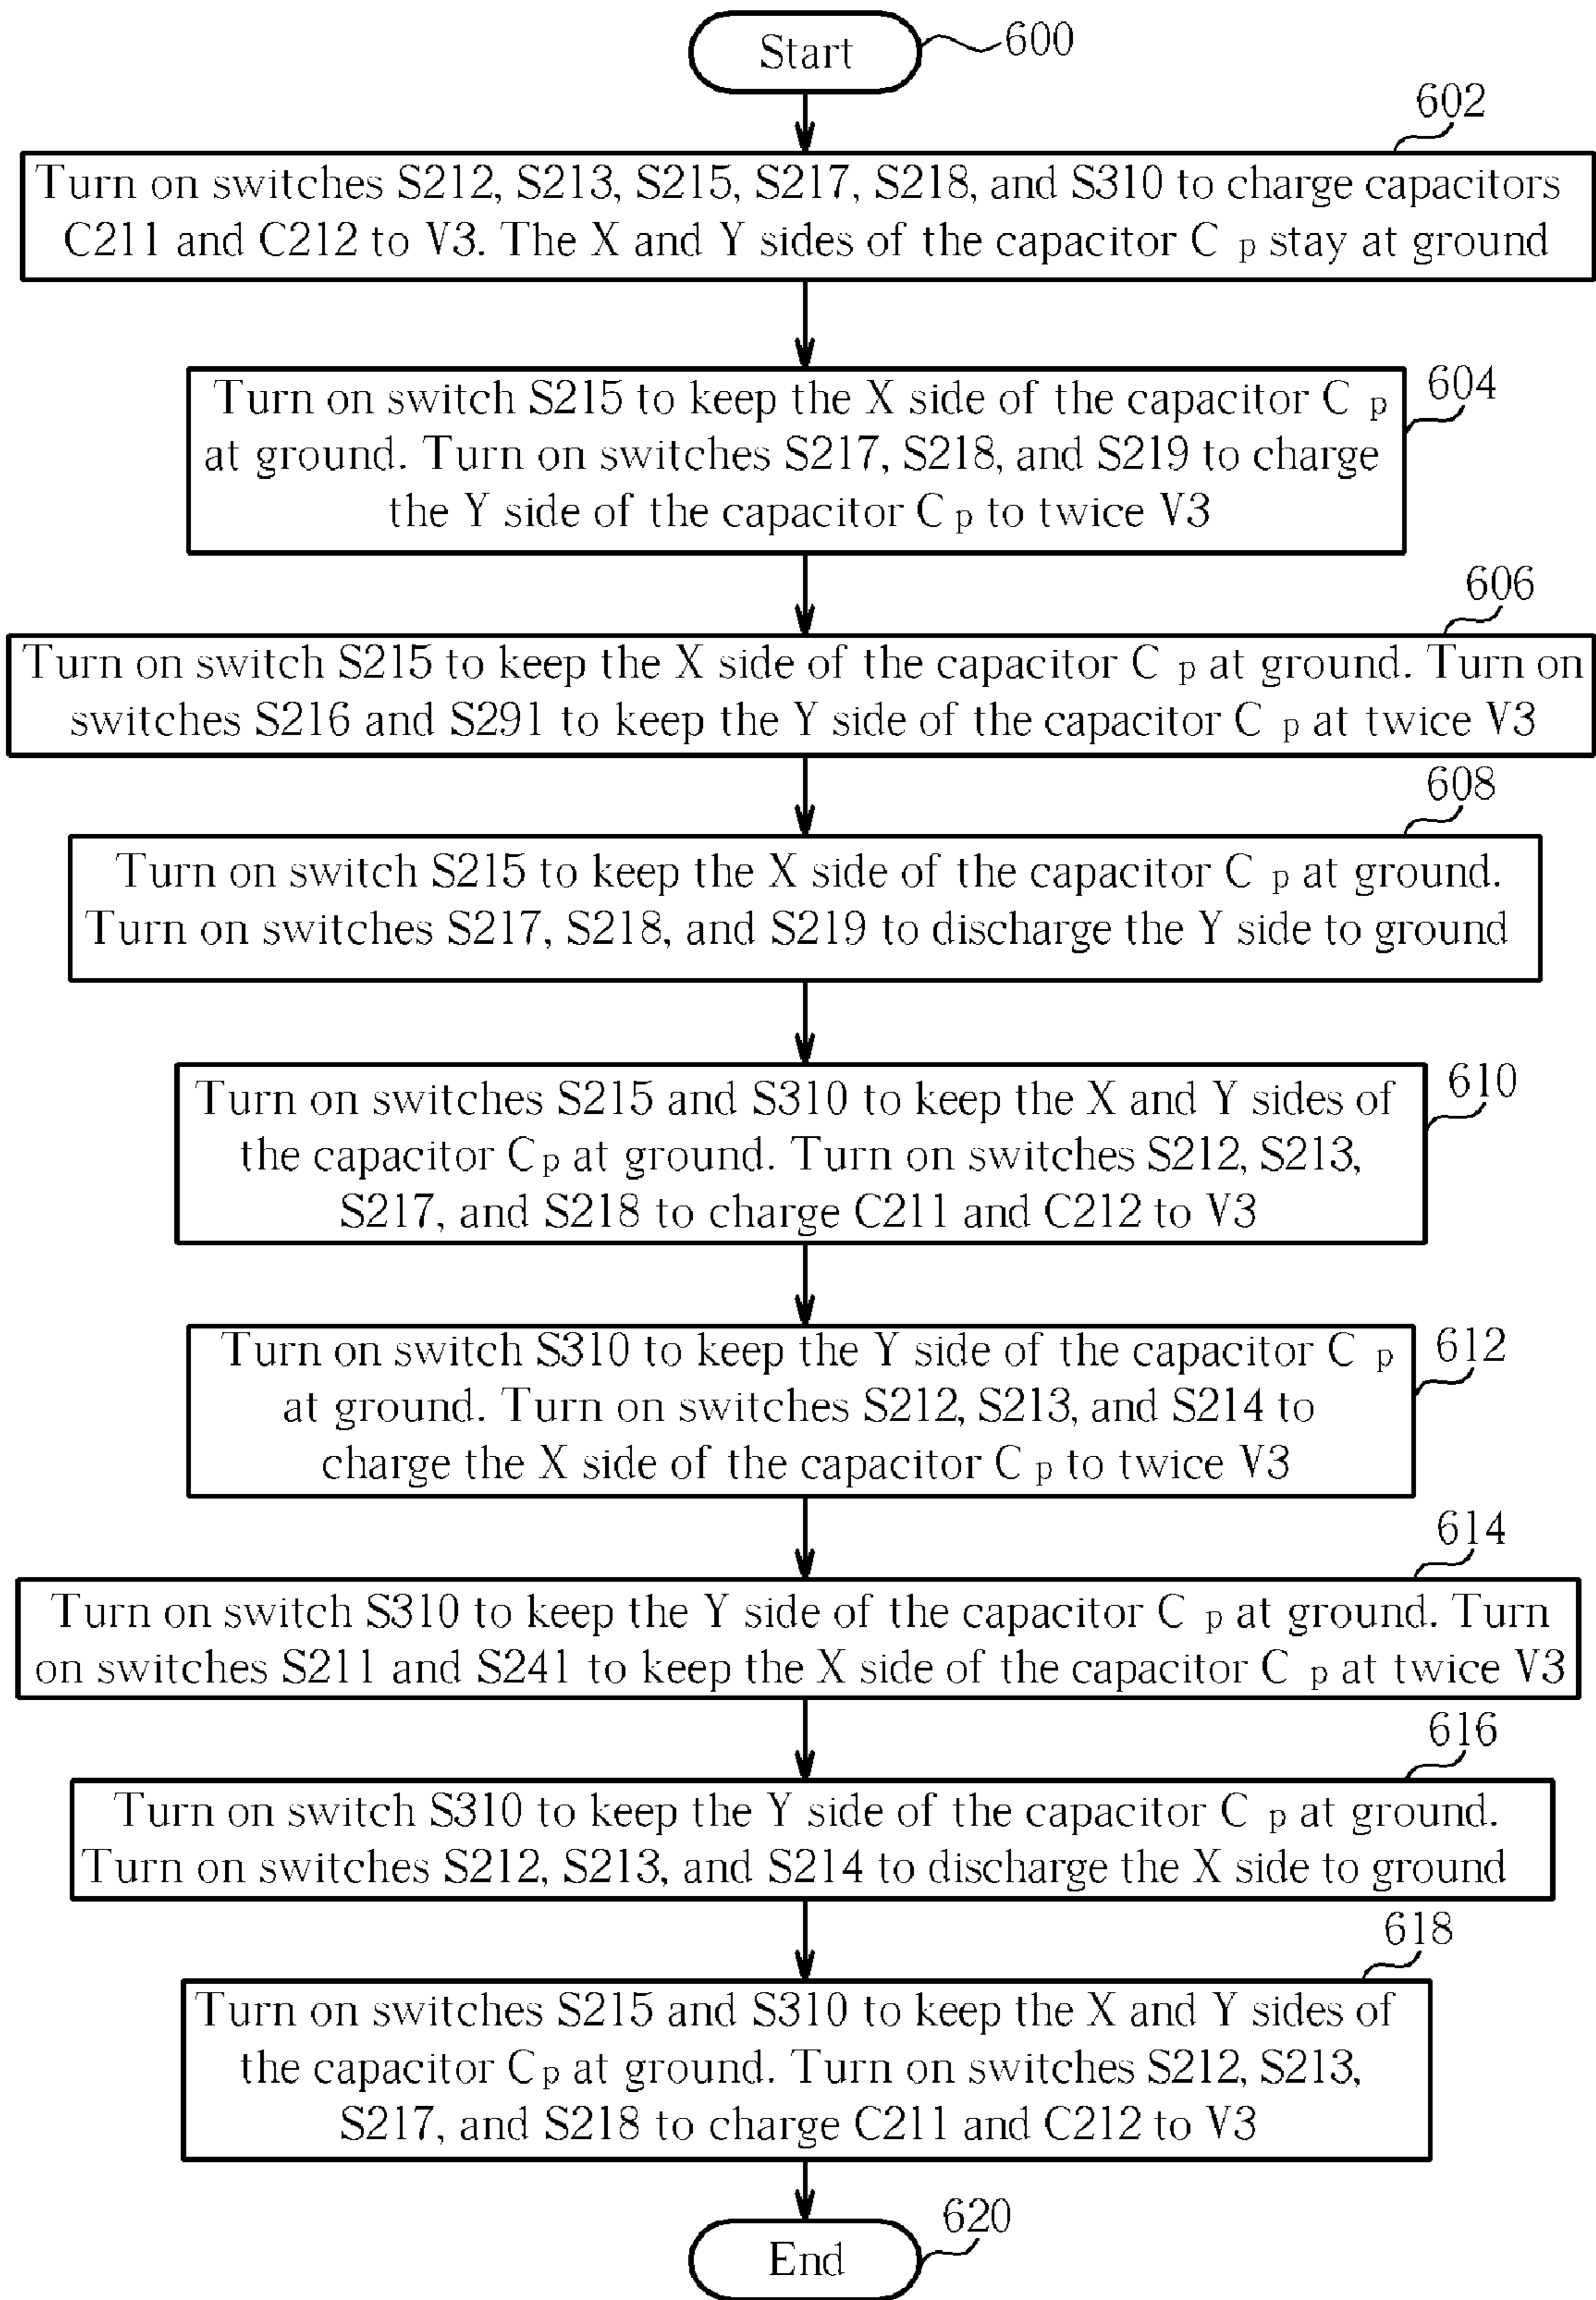 Start
600
602
Turn on switches S212, S213, S215, S217, S218, and S310 to charge capacitors
C211 and C212 to V3. The X and Y sides of the capacitor C p stay at ground
604
Turn on switch S215 to keep the X side of the capacitor C p
at ground. Turn on switches S217, S218, and S219 to charge
the Y side of the capacitor C p to twice V3
606
Turn on switch S215 to keep the X side of the capacitor C p at ground. Turn on
switches S216 and S291 to keep the Y side of the capacitor C p at twice V3
608
Turn on switch S215 to keep the X side of the capacitor C p at ground.
Turn on switches S217, S218, and S219 to discharge the Y side to ground
610
Turn on switches S215 and S310 to keep the X and Y sides of
the capacitor C p at ground. Turn on switches S212, S213,
S217, and S218 to charge C211 and C212 to V3
612
Turn on switch S310 to keep the Y side of the capacitor C p
at ground. Turn on switches S212, S213, and S214 to
charge the X side of the capacitor C p to twice V3
614
Turn on switch S310 to keep the Y side of the capacitor C p at ground. Turn
on switches S211 and S241 to keep the X side of the capacitor C p at twice V3
616
Turn on switch S310 to keep the Y side of the capacitor C p at ground.
Turn on switches S212, S213, and S214 to discharge the X side to ground
618
Turn on switches S215 and S310 to keep the X and Y sides of
the capacitor C p at ground. Turn on switches S212, S213,
S217, and S218 to charge C211 and C212 to V3
620
End